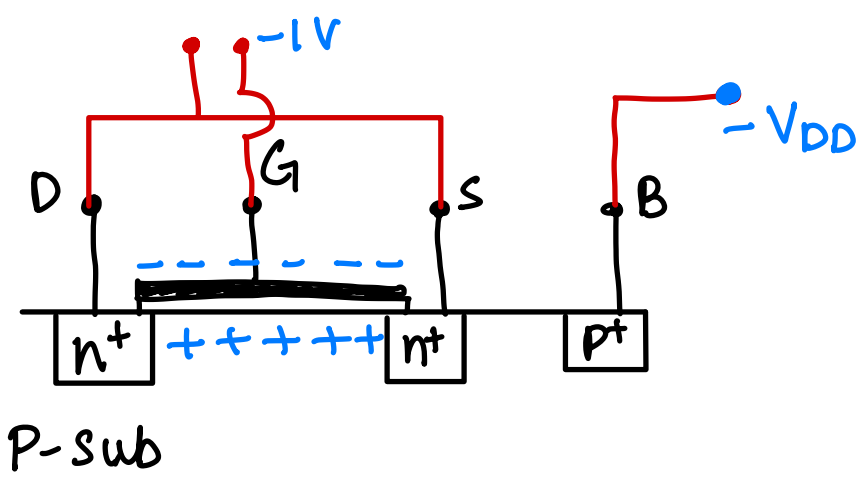 -1V
G
D
S
B
-VDD
- - - - - -
n+
+ + + + +
n+
P+
P-sub